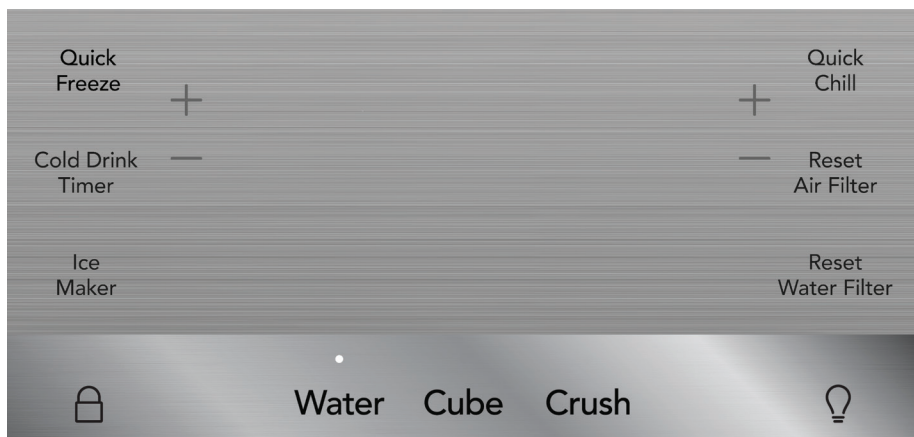 Quick
Freeze
+
−
Cold Drink
Timer
Ice
Maker
Quick
Chill
+
−
Reset
Air Filter
Reset
Water Filter
Water Cube Crush